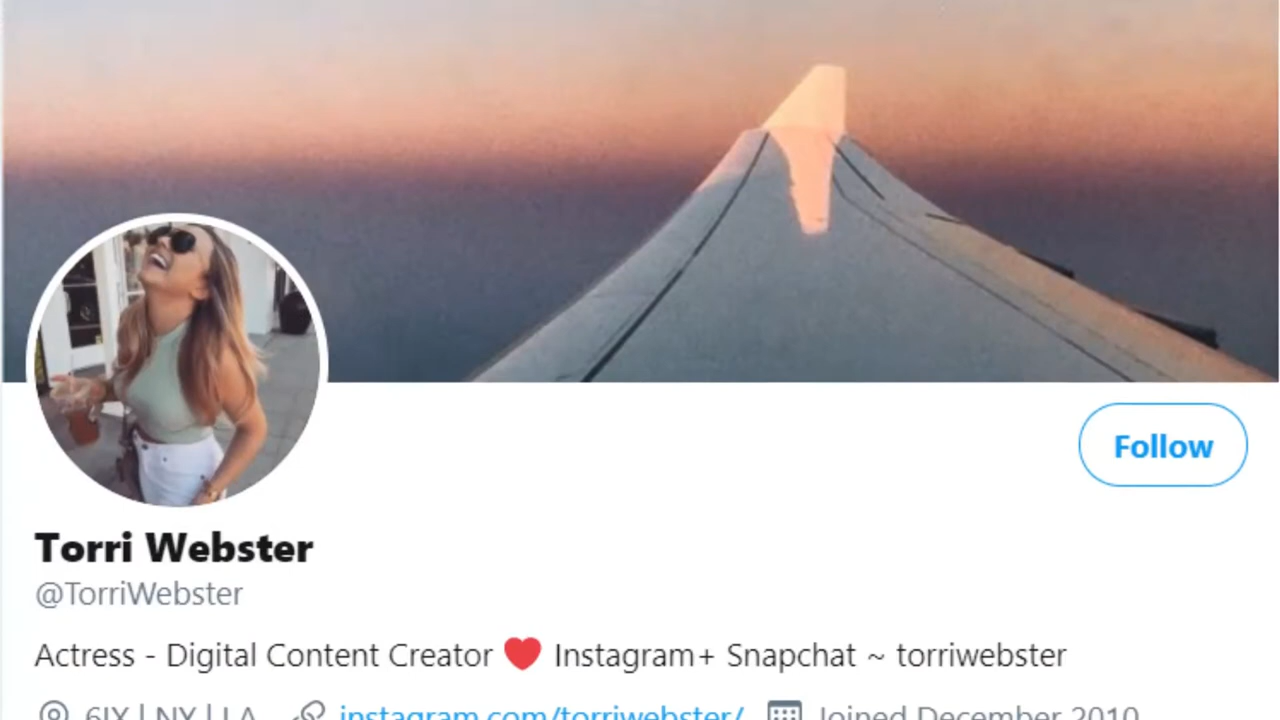 Follow
Torri Webster
@TorriWebster
Actress - Digital Content Creator ❤️ Instagram+ Snapchat ~ torriwebster
6IX | NY | LA instagram.com/torriwebster/ Joined December 2010